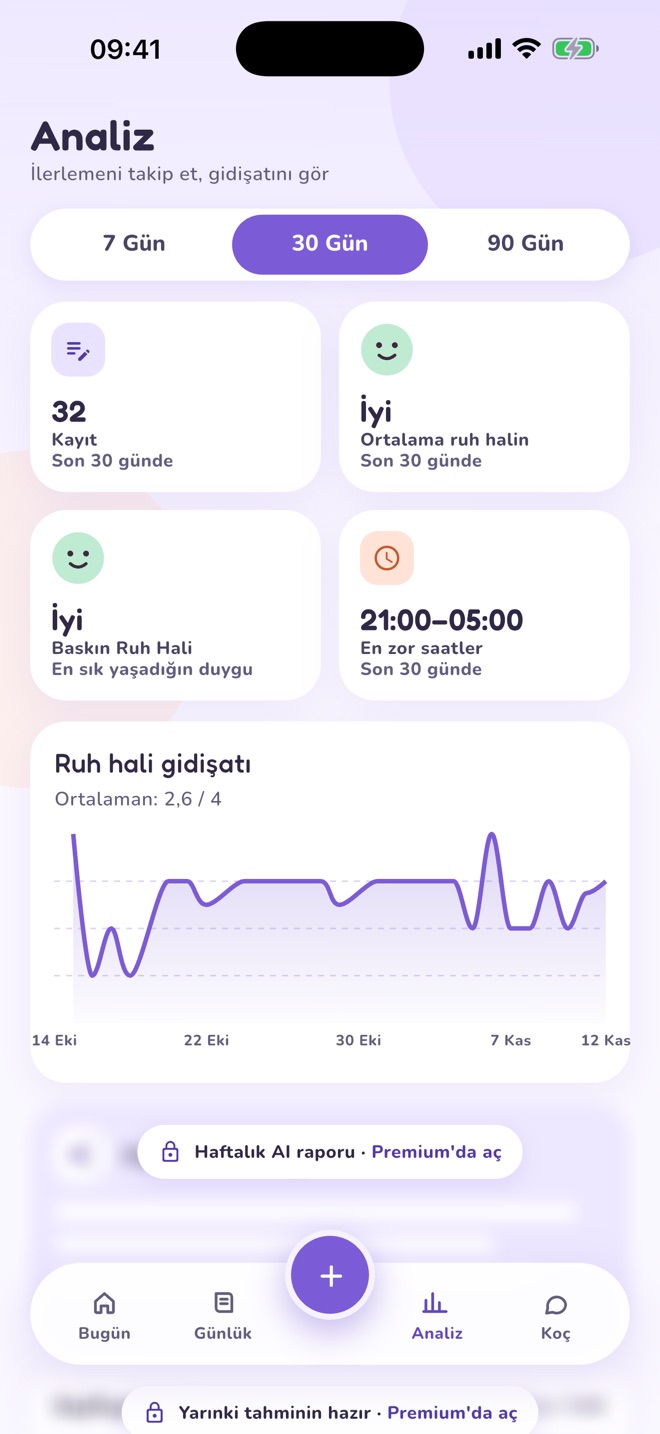 09:41
Analiz
İlerlemeni takip et, gidişatını gör
7 Gün
30 Gün
90 Gün
32
Kayıt
Son 30 günde
İyi
Ortalama ruh halin
Son 30 günde
İyi
Baskın Ruh Hali
En sık yaşadığın duygu
21:00–05:00
En zor saatler
Son 30 günde
Ruh hali gidişatı
Ortalaman: 2,6 / 4
14 Eki
22 Eki
30 Eki
7 Kas
12 Kas
Haftalık AI raporu · Premium'da aç
Bugün
Günlük
Analiz
Koç
Yarınki tahminin hazır · Premium'da aç